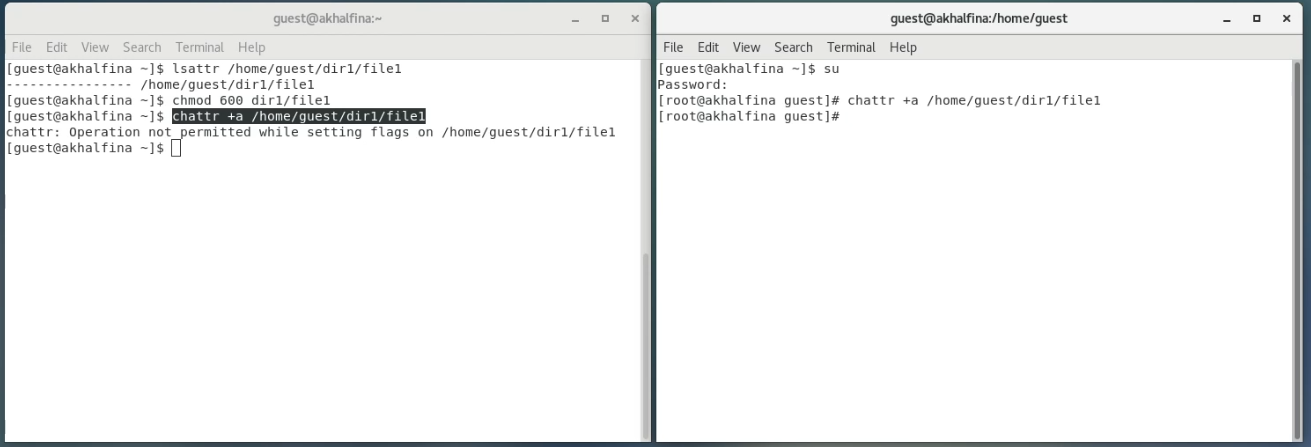 guest@akhalfina:~
File Edit View Search Terminal Help
[guest@akhalfina ~]$ lsattr /home/guest/dir1/file1
---------------- /home/guest/dir1/file1
[guest@akhalfina ~]$ chmod 600 dir1/file1
[guest@akhalfina ~]$ chattr +a /home/guest/dir1/file1
chattr: Operation not permitted while setting flags on /home/guest/dir1/file1
[guest@akhalfina ~]$
guest@akhalfina:/home/guest
File Edit View Search Terminal Help
[guest@akhalfina ~]$ su
Password:
[root@akhalfina guest]# chattr +a /home/guest/dir1/file1
[root@akhalfina guest]#